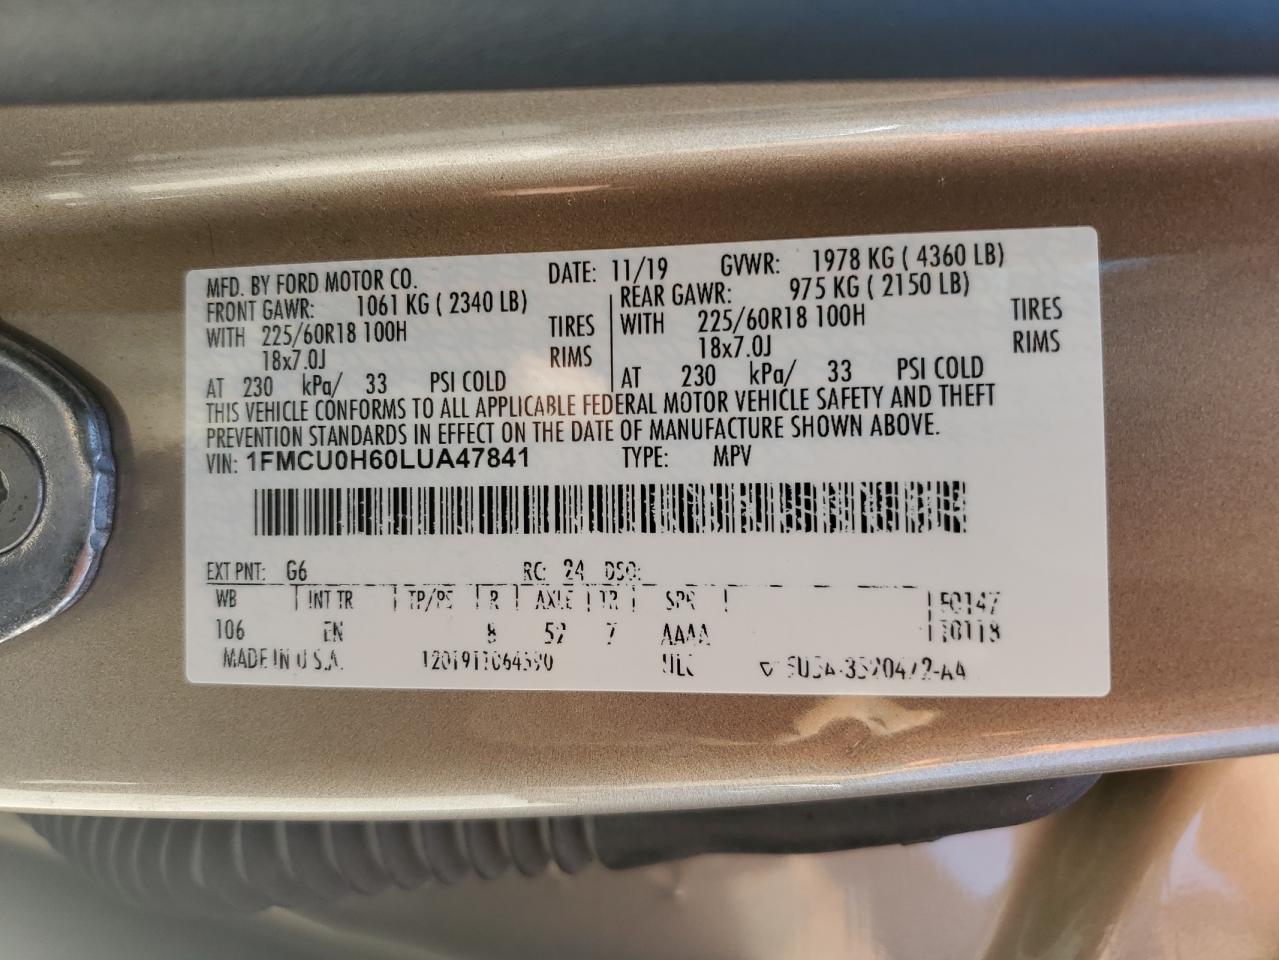 MFD. BY FORD MOTOR CO. DATE: 11/19 GVWR: 1978 KG ( 4360 LB)
FRONT GAWR: 1061 KG ( 2340 LB) REAR GAWR: 975 KG ( 2150 LB)
WITH 225/60R18 100H TIRES WITH 225/60R18 100H TIRES
18x7.0J RIMS 18x7.0J RIMS
AT 230 kPa/ 33 PSI COLD AT 230 kPa/ 33 PSI COLD
THIS VEHICLE CONFORMS TO ALL APPLICABLE FEDERAL MOTOR VEHICLE SAFETY AND THEFT
PREVENTION STANDARDS IN EFFECT ON THE DATE OF MANUFACTURE SHOWN ABOVE.
VIN: 1FMCU0H60LUA47841 TYPE: MPV
EXT PNT: G6 RC: 24 DSO:
WB INT TR TP/PS R AXLE TR SPR
106 EN 8 52 7 AAAA
MADE IN U.S.A.